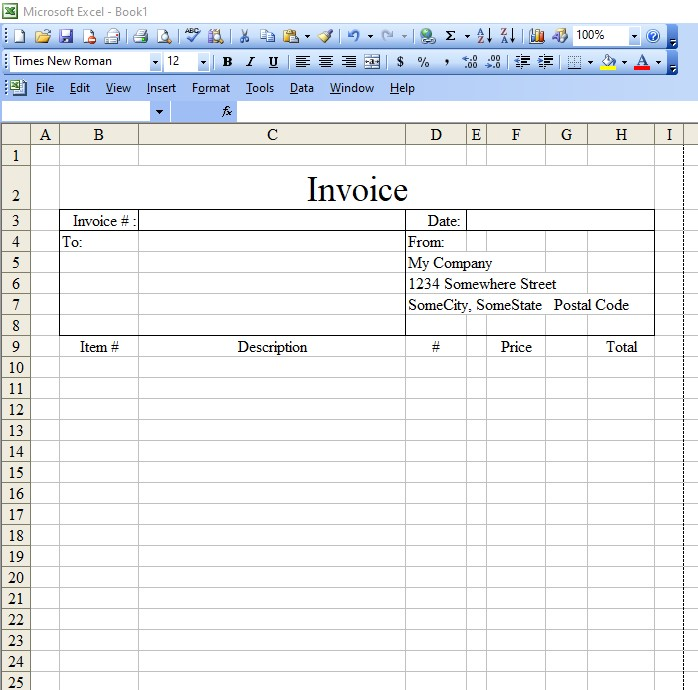 Microsoft Excel - Book1
ABC 100%
Times New Roman 12 B I U $ % , .00 .00 A
File Edit View Insert Format Tools Data Window Help
fx
A B C D E F G H I
1
2 Invoice
3 Invoice # : Date:
4 To: From:
5 My Company
6 1234 Somewhere Street
7 SomeCity, SomeState Postal Code
8
9 Item # Description # Price Total
10
11
12
13
14
15
16
17
18
19
20
21
22
23
24
25